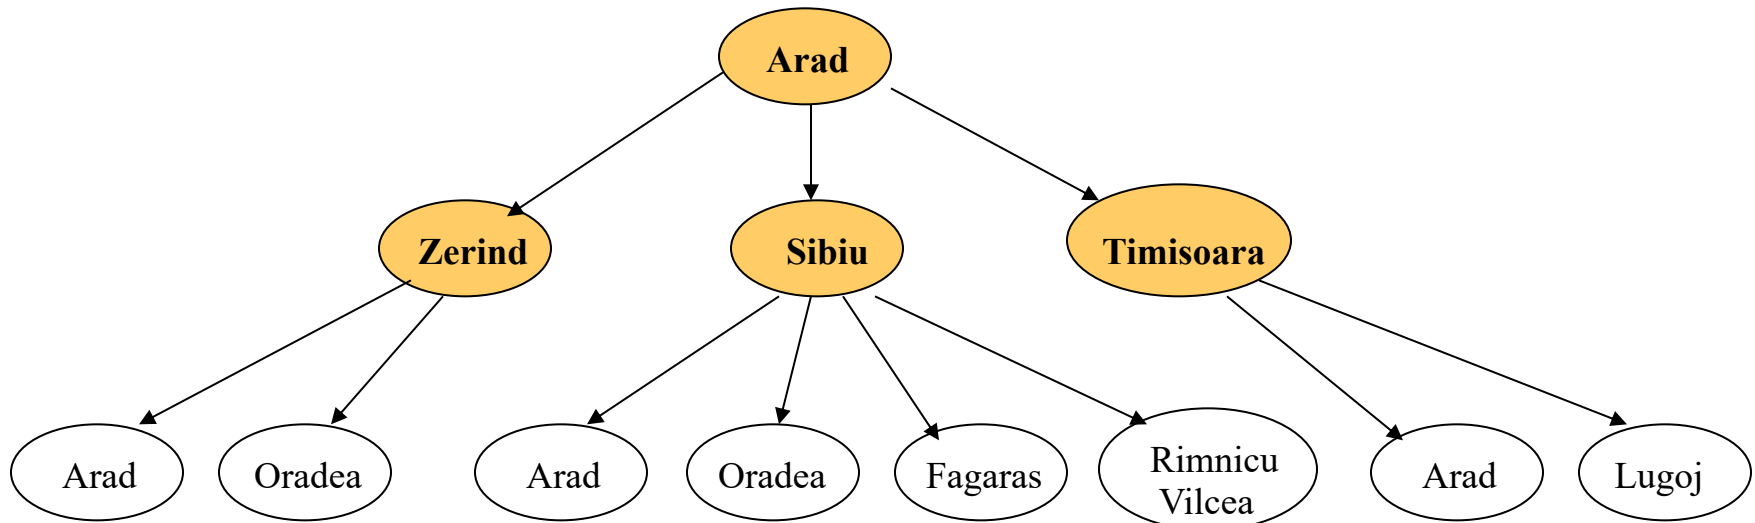 Arad
Zerind
Sibiu
Timisoara
Arad
Oradea
Arad
Oradea
Fagaras
Rimnicu
Vilcea
Arad
Lugoj